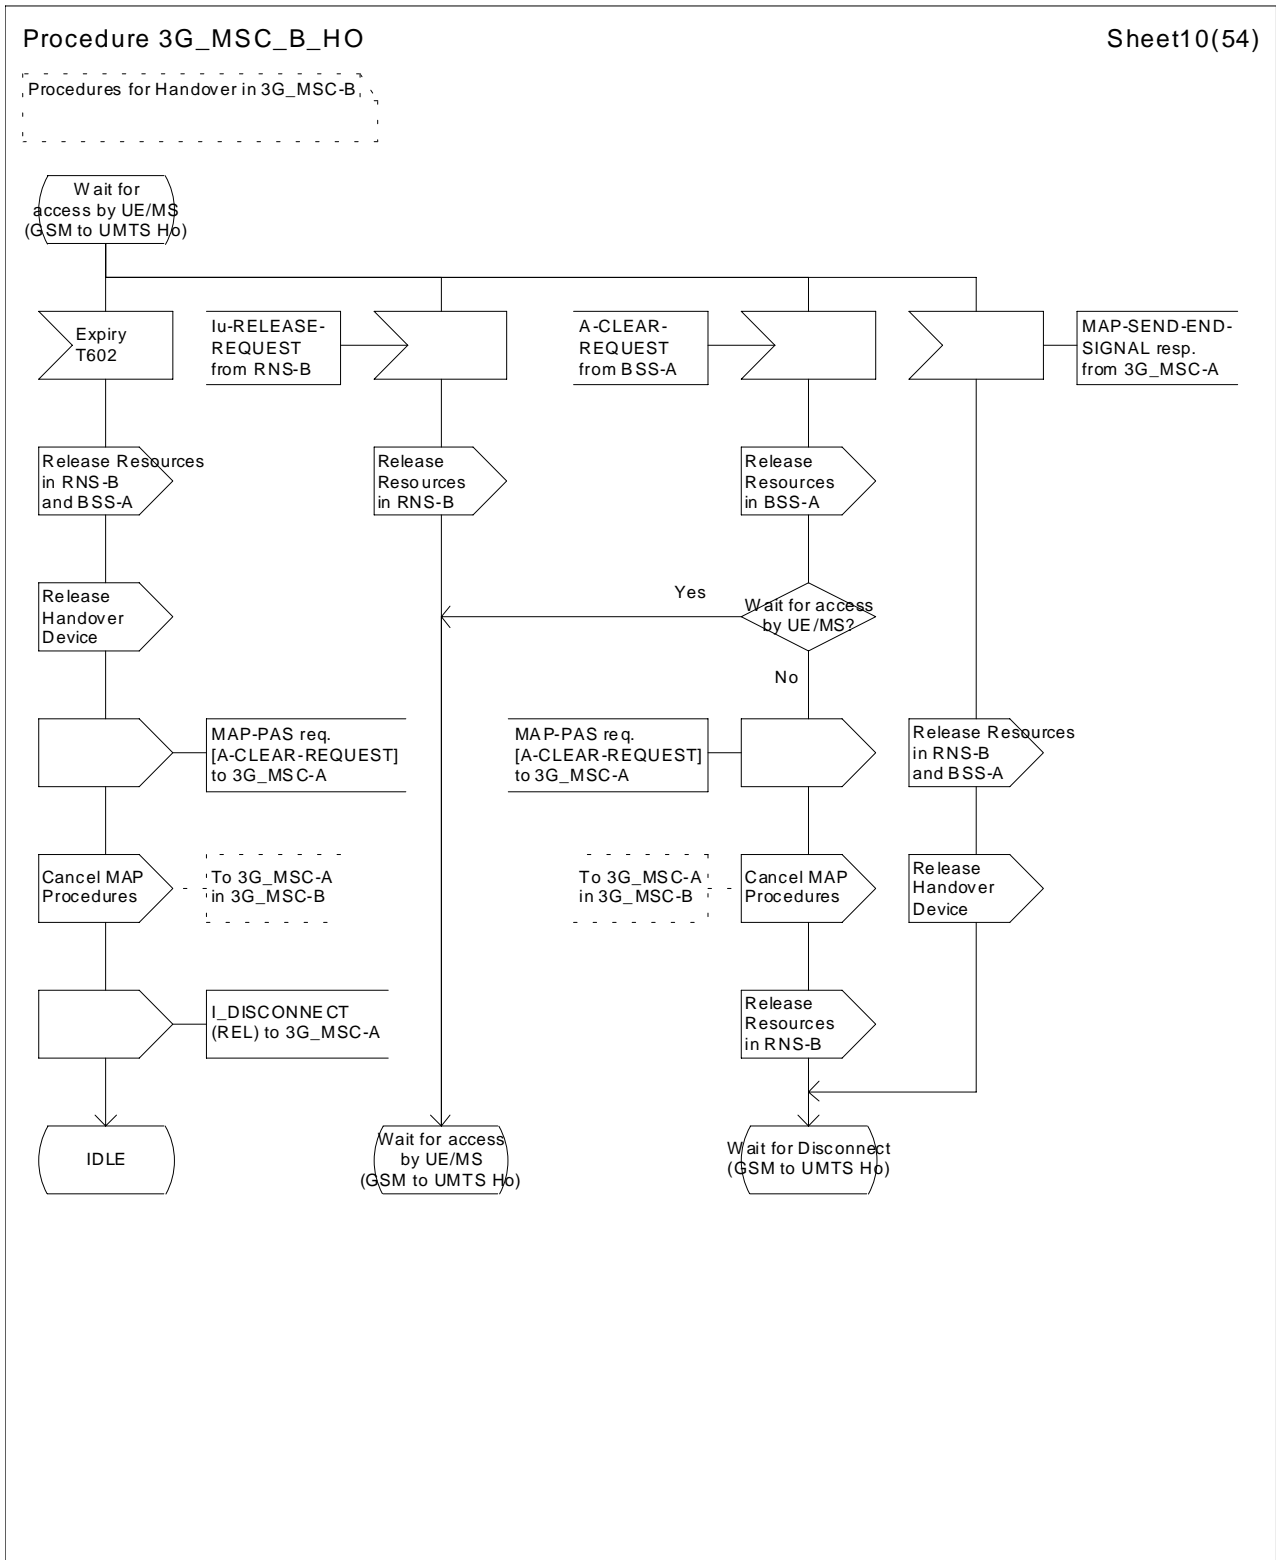 Procedure 3G_MSC_B_HO
Sheet10(54)
Procedures for Handover in 3G_MSC-B
Wait for
access by UE/MS
(GSM to UMTS Ho)
Expiry
T602
Iu-RELEASE-
REQUEST
from RNS-B
A-CLEAR-
REQUEST
from BSS-A
MAP-SEND-END-
SIGNAL resp.
from 3G_MSC-A
Release Resources
in RNS-B
and BSS-A
Release
Resources
in RNS-B
Release
Resources
in BSS-A
Release
Handover
Device
Yes
Wait for access
by UE/MS?
No
MAP-PAS req.
[A-CLEAR-REQUEST]
to 3G_MSC-A
MAP-PAS req.
[A-CLEAR-REQUEST]
to 3G_MSC-A
Release Resources
in RNS-B
and BSS-A
Cancel MAP
Procedures
To 3G_MSC-A
in 3G_MSC-B
To 3G_MSC-A
in 3G_MSC-B
Cancel MAP
Procedures
Release
Handover
Device
I_DISCONNECT
(REL) to 3G_MSC-A
Release
Resources
in RNS-B
IDLE
Wait for access
by UE/MS
(GSM to UMTS Ho)
Wait for Disconnect
(GSM to UMTS Ho)